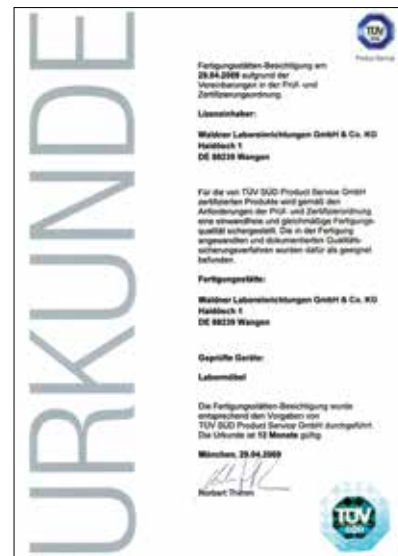 URKUNDE
TÜV
SÜD
Product Service
Fertigungsstätten-Besichtigung am
29.04.2009 aufgrund der
Vereinbarungen in der Prüf- und
Zertifizierungsordnung.
Lizenzinhaber:
Waldner Laboreinrichtungen GmbH & Co. KG
Haidösch 1
DE 88239 Wangen
Für die von TÜV SÜD Product Service GmbH
zertifizierten Produkte wird gemäß den
Anforderungen der Prüf- und Zertifizierordnung
eine einwandfreie und gleichmäßige Fertigungs-
qualität sichergestellt. Die in der Fertigung
angewandten und dokumentierten Qualitäts-
sicherungsverfahren wurden dafür als geeignet
befunden.
Fertigungsstätte:
Waldner Laboreinrichtungen GmbH & Co. KG
Haidösch 1
DE 88239 Wangen
Geprüfte Geräte:
Labormöbel
Die Fertigungsstätten-Besichtigung wurde
entsprechend den Vorgaben von
TÜV SÜD Product Service GmbH durchgeführt.
Die Urkunde ist 12 Monate gültig.
München, 29.04.2009
Norbert
TÜV
SÜD